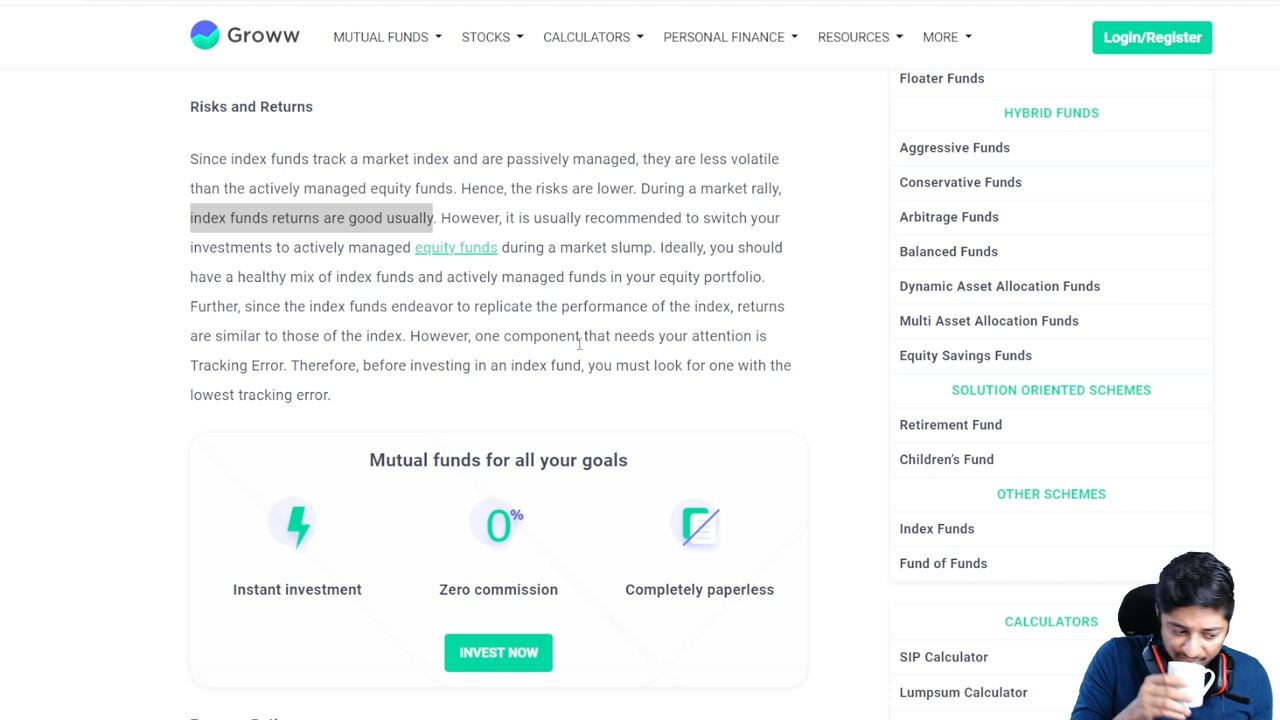 Groww
MUTUAL FUNDS
STOCKS
CALCULATORS
PERSONAL FINANCE
RESOURCES
MORE
Login/Register
Risks and Returns
Since index funds track a market index and are passively managed, they are less volatile
than the actively managed equity funds. Hence, the risks are lower. During a market rally,
index funds returns are good usually. However, it is usually recommended to switch your
investments to actively managed equity funds during a market slump. Ideally, you should
have a healthy mix of index funds and actively managed funds in your equity portfolio.
Further, since the index funds endeavor to replicate the performance of the index, returns
are similar to those of the index. However, one component that needs your attention is
Tracking Error. Therefore, before investing in an index fund, you must look for one with the
lowest tracking error.
Mutual funds for all your goals
0%
Instant investment
Zero commission
Completely paperless
INVEST NOW
Floater Funds
HYBRID FUNDS
Aggressive Funds
Conservative Funds
Arbitrage Funds
Balanced Funds
Dynamic Asset Allocation Funds
Multi Asset Allocation Funds
Equity Savings Funds
SOLUTION ORIENTED SCHEMES
Retirement Fund
Children's Fund
OTHER SCHEMES
Index Funds
Fund of Funds
CALCULATORS
SIP Calculator
Lumpsum Calculator